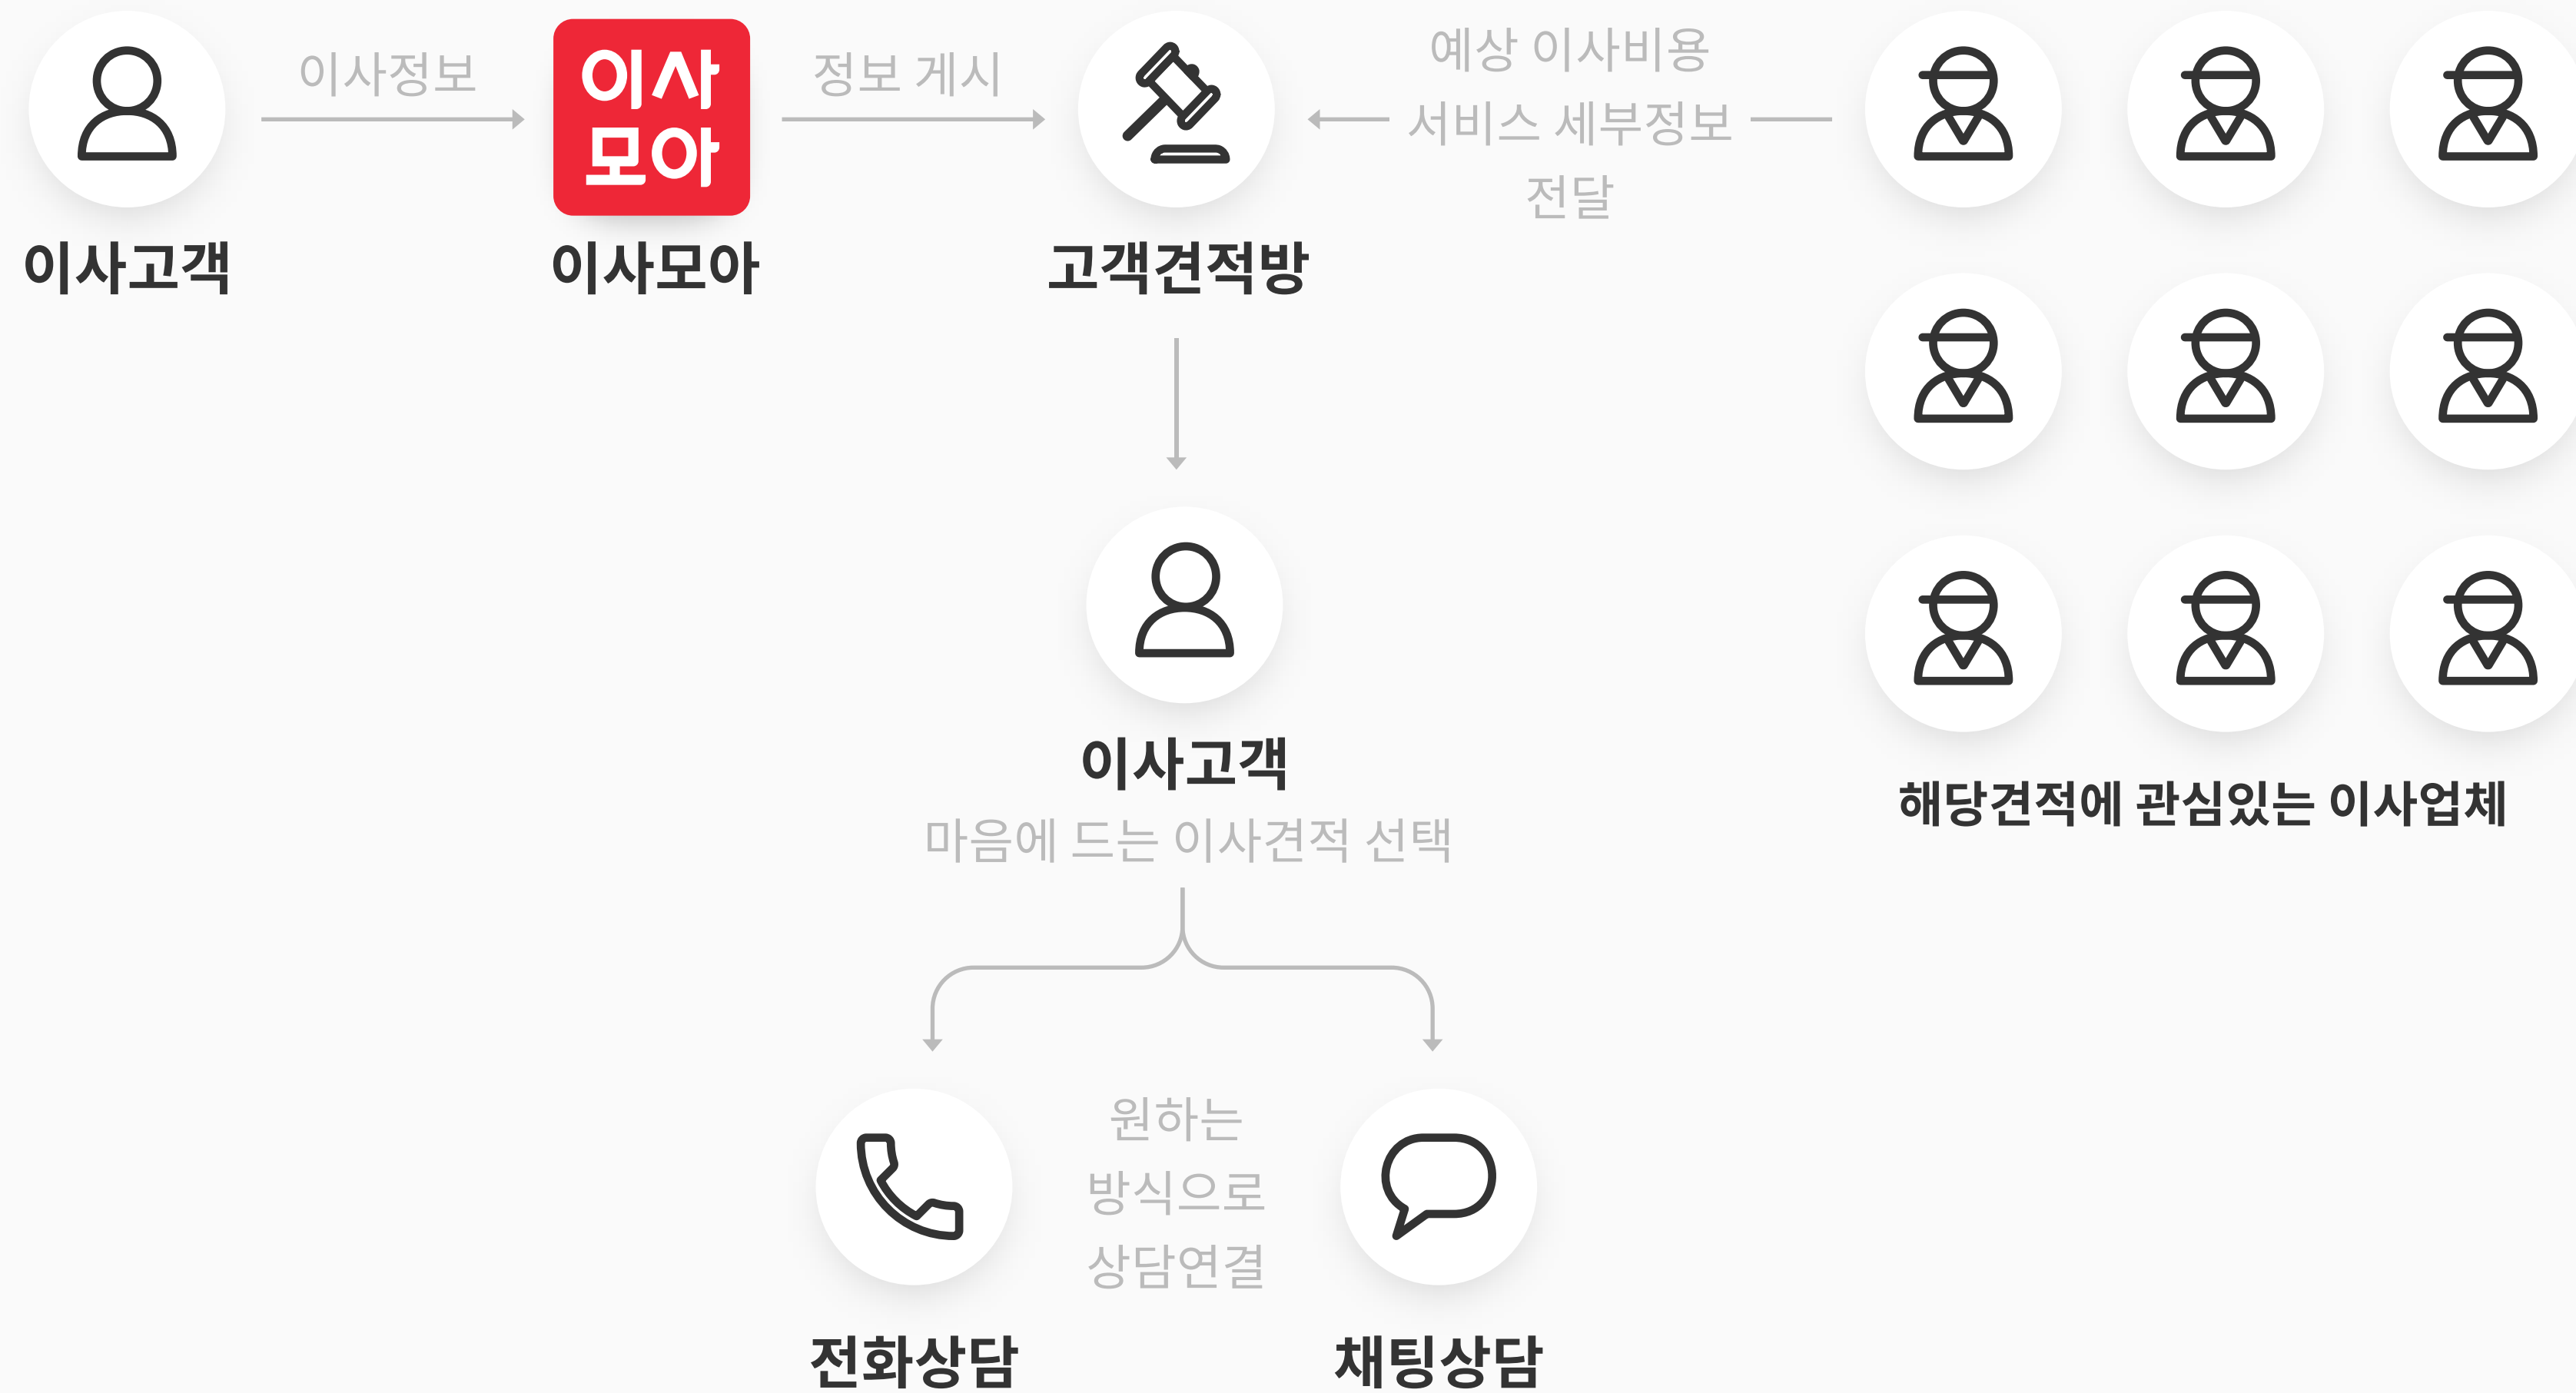 이사정보
이사
모아
정보 게시
예상 이사비용
서비스 세부정보
전달
이사고객
이사모아
고객견적방
이사고객
마음에 드는 이사견적 선택
해당견적에 관심있는 이사업체
원하는
방식으로
상담연결
전화상담
채팅상담